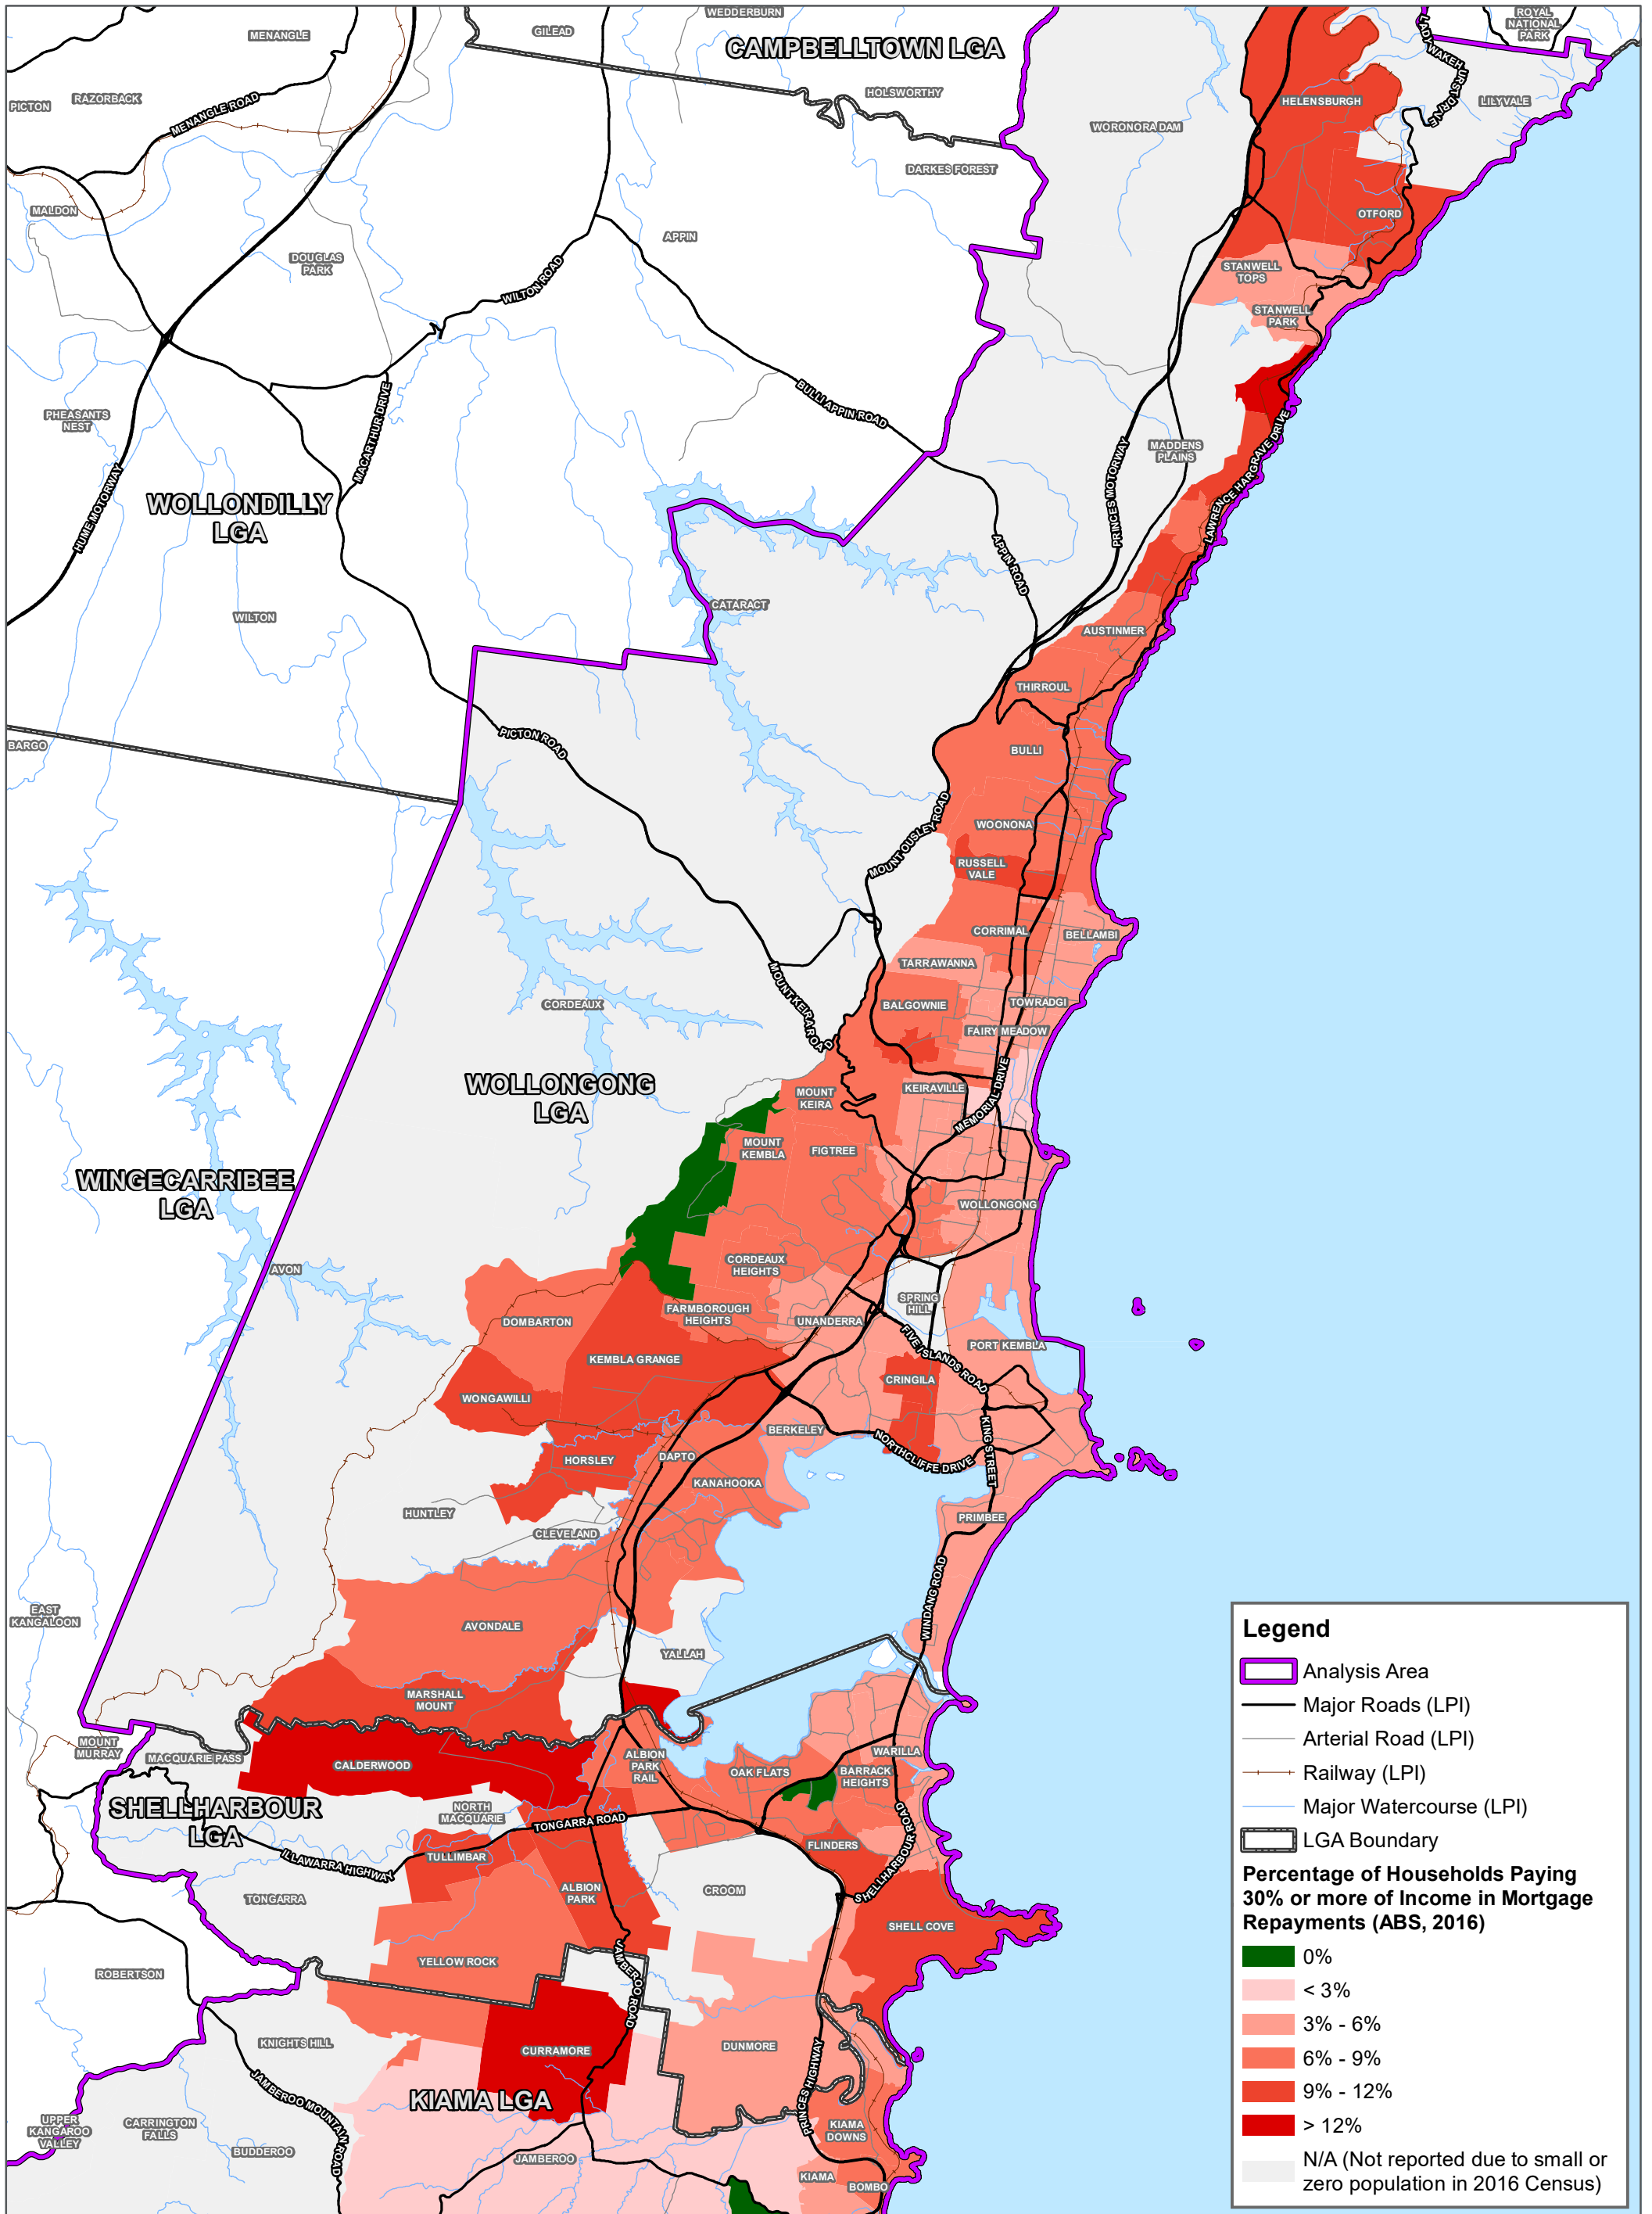 WEDDERBURN
ROYAL
NATIONAL
PARK
MENANGLE
GILEAD
CAMPBELLTOWN LGA
LADY WAKEHURST DRIVE
HOLSWORTHY
PICTON
RAZORBACK
MENANGLE ROAD
HELENSBURGH
LILYVALE
WORONORA DAM
DARKES FOREST
MALDON
OTFORD
APPIN
DOUGLAS
PARK
STANWELL
TOPS
WILTON ROAD
STANWELL
PARK
BULLI APPIN ROAD
PHEASANTS
NEST
MACARTHUR DRIVE
MADDENS
PLAINS
LAWRENCE HARGRAVE DRIVE
PRINCES MOTORWAY
HUME MOTORWAY
WOLLONDILLY
LGA
APPIN ROAD
CATARACT
WILTON
AUSTINMER
THIRROUL
PICTON ROAD
BARGO
BULLI
WOONONA
MOUNT OUSLEY ROAD
RUSSELL
VALE
CORRIMAL
BELLAMBI
TARRAWANNA
MOUNT KEIRA ROAD
CORDEAUX
BALGOWNIE
TOWRADGI
FAIRY MEADOW
WOLLONGONG
LGA
KEIRAVILLE
MEMORIAL DRIVE
MOUNT
KEIRA
MOUNT
KEMBLA
FIGTREE
WINGECARRIBEE
LGA
WOLLONGONG
CORDEAUX
HEIGHTS
AVON
SPRING
HILL
FARMBOROUGH
HEIGHTS
DOMBARTON
UNANDERRA
FIVE ISLANDS ROAD
PORT KEMBLA
KEMBLA GRANGE
CRINGILA
WONGAWILLI
BERKELEY
NORTHCLIFFE DRIVE
KING STREET
HORSLEY
DAPTO
KANAHOOKA
HUNTLEY
CLEVELAND
PRIMBEE
WINDANG ROAD
EAST
KANGALOON
AVONDALE
YALLAH
MARSHALL
MOUNT
MOUNT
MURRAY
MACQUARIE PASS
CALDERWOOD
ALBION
PARK
RAIL
WARILLA
OAK FLATS
BARRACK
HEIGHTS
SHELLHARBOUR
LGA
NORTH
MACQUARIE
TONGARRA ROAD
ILLAWARRA HIGHWAY
TULLIMBAR
FLINDERS
SHELLHARBOUR ROAD
TONGARRA
ALBION
PARK
CROOM
SHELL COVE
YELLOW ROCK
JAMBEROO ROAD
ROBERTSON
KNIGHTS HILL
CURRAMORE
DUNMORE
KIAMA LGA
PRINCES HIGHWAY
JAMBEROO MOUNTAIN ROAD
UPPER
KANGAROO
VALLEY
CARRINGTON
FALLS
BUDDEROO
KIAMA
DOWNS
JAMBEROO
KIAMA
BOMBO
Legend
Analysis Area
Major Roads (LPI)
Arterial Road (LPI)
Railway (LPI)
Major Watercourse (LPI)
LGA Boundary
Percentage of Households Paying
30% or more of Income in Mortgage
Repayments (ABS, 2016)
0%
< 3%
3% - 6%
6% - 9%
9% - 12%
> 12%
N/A (Not reported due to small or
zero population in 2016 Census)